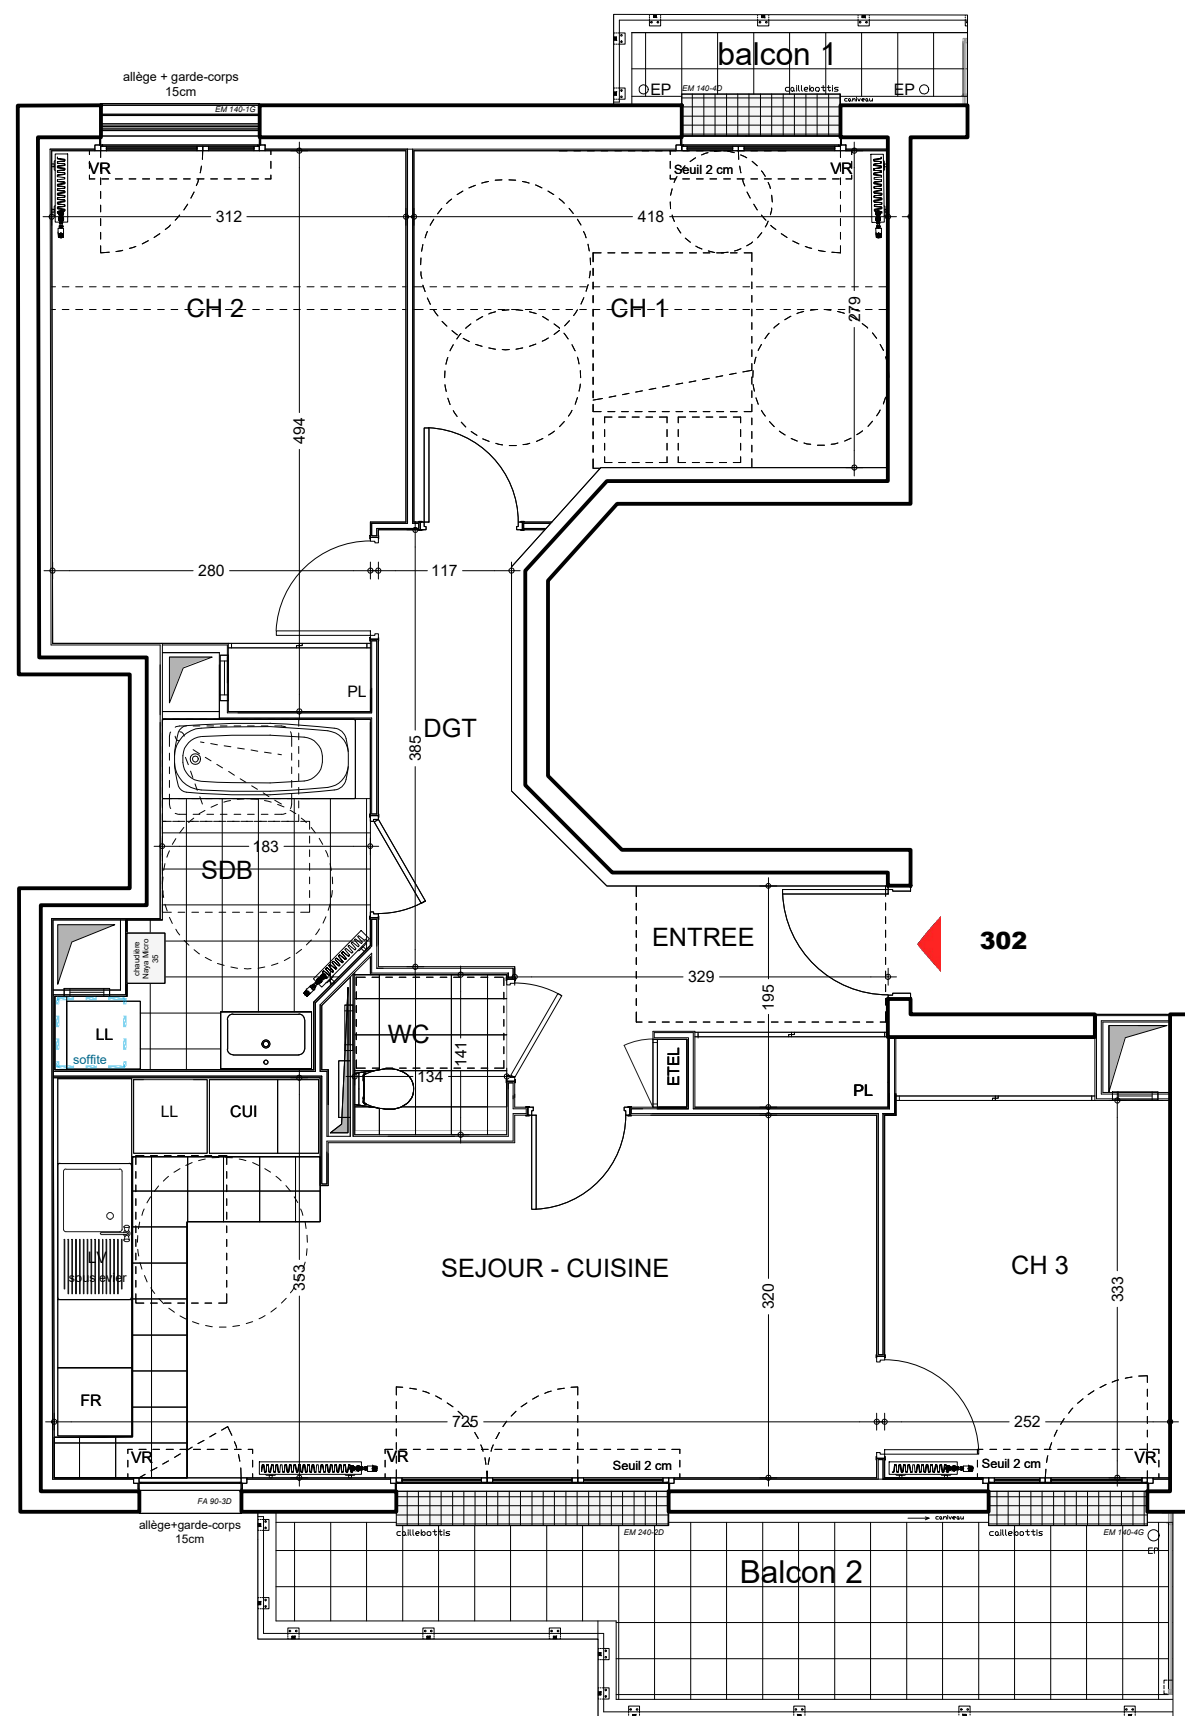 balcon 1
allège + garde-corps
15cm
EM 140-1G
EP
EM 140-4D
caillebottis
caniveau
EP
VR
Seuil 2 cm
VR
312
418
CH 2
CH 1
279
494
280
117
PL
DGT
385
183
SDB
ENTREE
302
chaudière
Naya Micro
35
329
195
LL
soffite
WC
141
134
ETEL
PL
LL
CUI
LV
sous evier
353
SEJOUR - CUISINE
320
CH 3
333
FR
725
252
VR
VR
Seuil 2 cm
Seuil 2 cm
VR
FA 90-3D
allège+garde-corps
15cm
caillebottis
EM 240-2D
caniveau
caillebottis
EM 140-4G
EP
Balcon 2